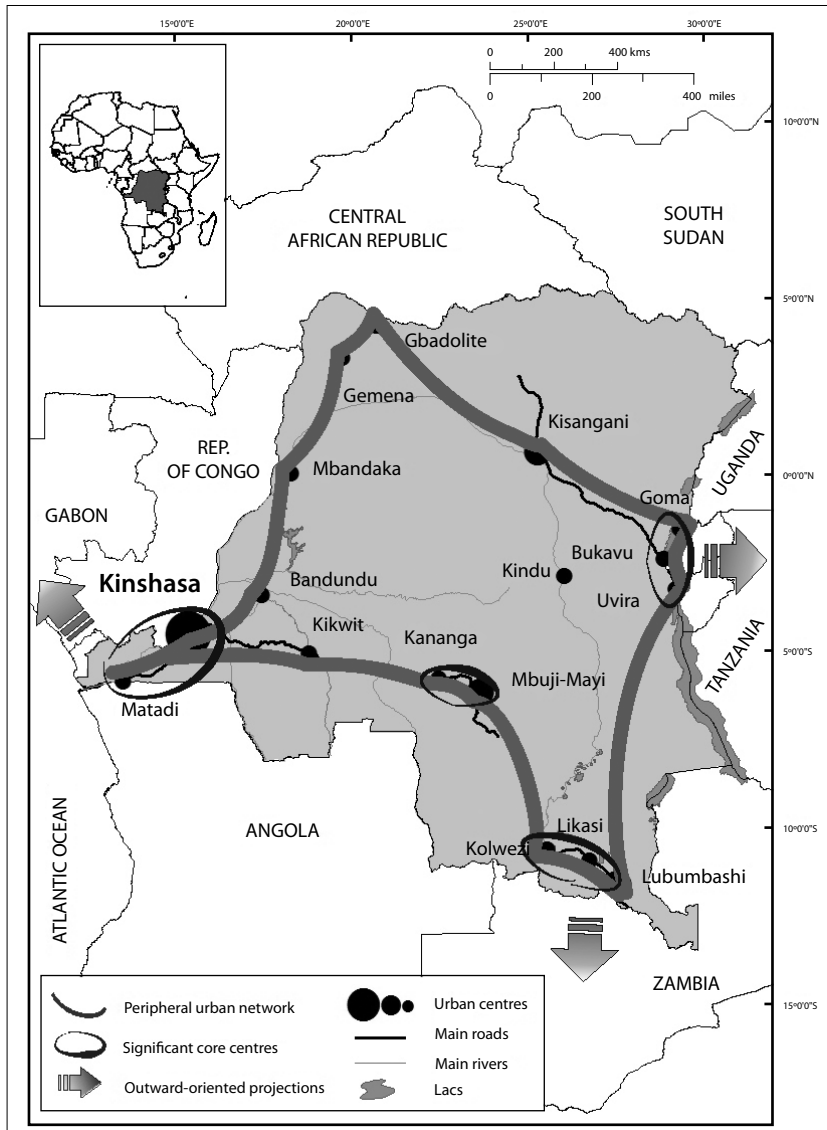 15°0'0"E
20°0'0"E
25°0'0"E
30°0'0"E
0
200
400 kms
0
200
400
miles
10°0'0"N
CENTRAL
AFRICAN REPUBLIC
SOUTH
SUDAN
5°0'0"N
Gbadolite
Gemena
Kisangani
REP.
OF CONGO
Mbandaka
UGANDA
0°0'0"N
GABON
Goma
Bukavu
Kinshasa
Bandundu
Kindu
Uvira
Kikwit
Kananga
TANZANIA
Mbuji-Mayi
5°0'0"S
Matadi
ATLANTIC OCEAN
ANGOLA
Likasi
Kolwezi
10°0'0"S
Lubumbashi
ZAMBIA
Peripheral urban network
Urban centres
15°0'0"S
Main roads
Significant core centres
Main rivers
Outward-oriented projections
Lacs